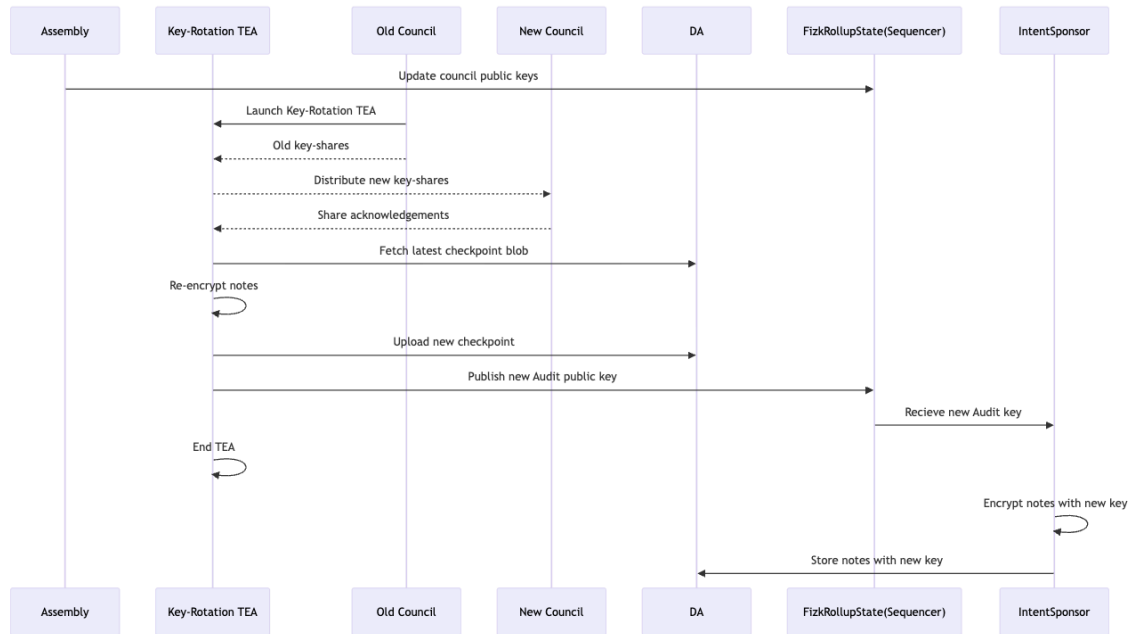 Assembly
Key-Rotation TEA
Old Council
New Council
DA
FizkRollupState(Sequencer)
IntentSponsor
Update council public keys
Launch Key-Rotation TEA
Old key-shares
Distribute new key-shares
Share acknowledgements
Fetch latest checkpoint blob
Re-encrypt notes
Upload new checkpoint
Publish new Audit public key
Recieve new Audit key
End TEA
Encrypt notes with new key
Store notes with new key
Assembly
Key-Rotation TEA
Old Council
New Council
DA
FizkRollupState(Sequencer)
IntentSponsor